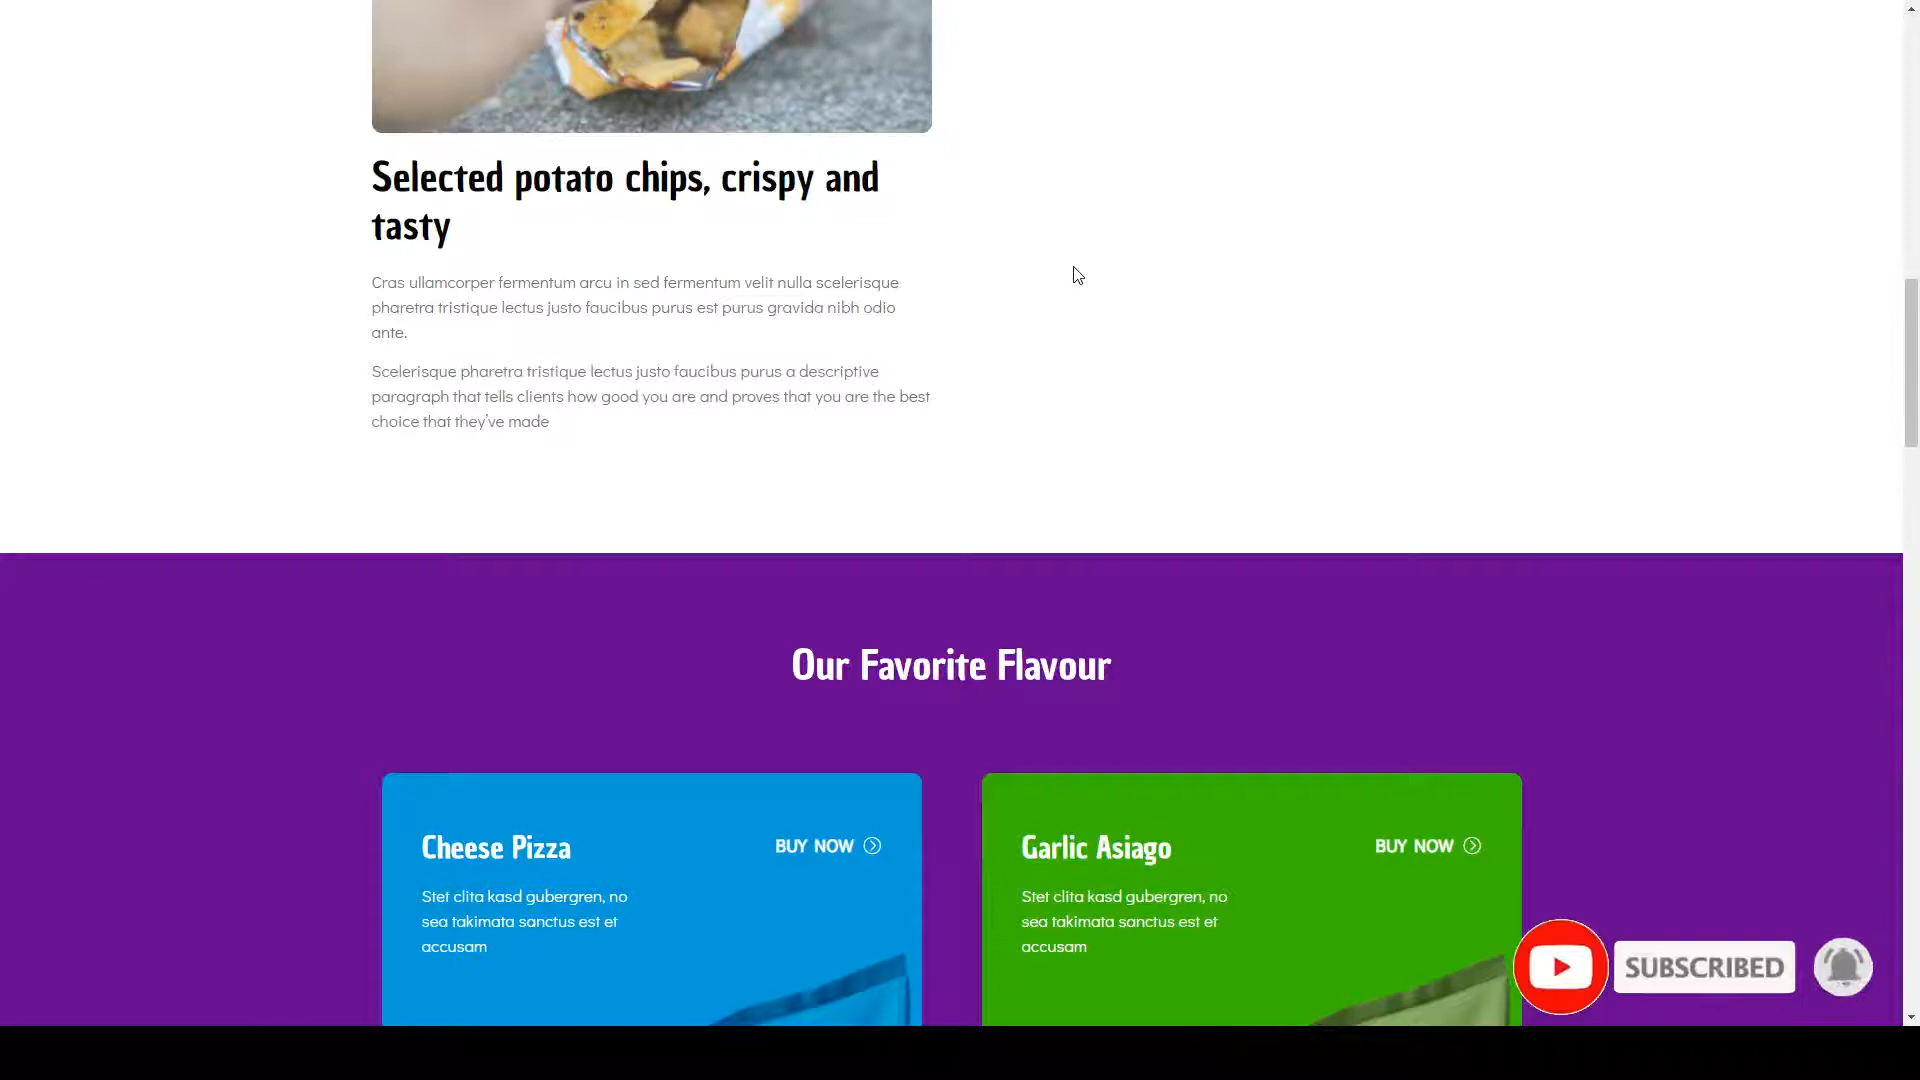 Selected potato chips, crispy and
tasty
Cras ullamcorper fermentum arcu in sed fermentum velit nulla scelerisque
pharetra tristique lectus justo faucibus purus est purus gravida nibh odio
ante.
Scelerisque pharetra tristique lectus justo faucibus purus a descriptive
paragraph that tells clients how good you are and proves that you are the best
choice that they've made
Our Favorite Flavour
Cheese Pizza
BUY NOW
Stet clita kasd gubergren, no
sea takimata sanctus est et
accusam
Garlic Asiago
BUY NOW
Stet clita kasd gubergren, no
sea takimata sanctus est et
accusam
SUBSCRIBED